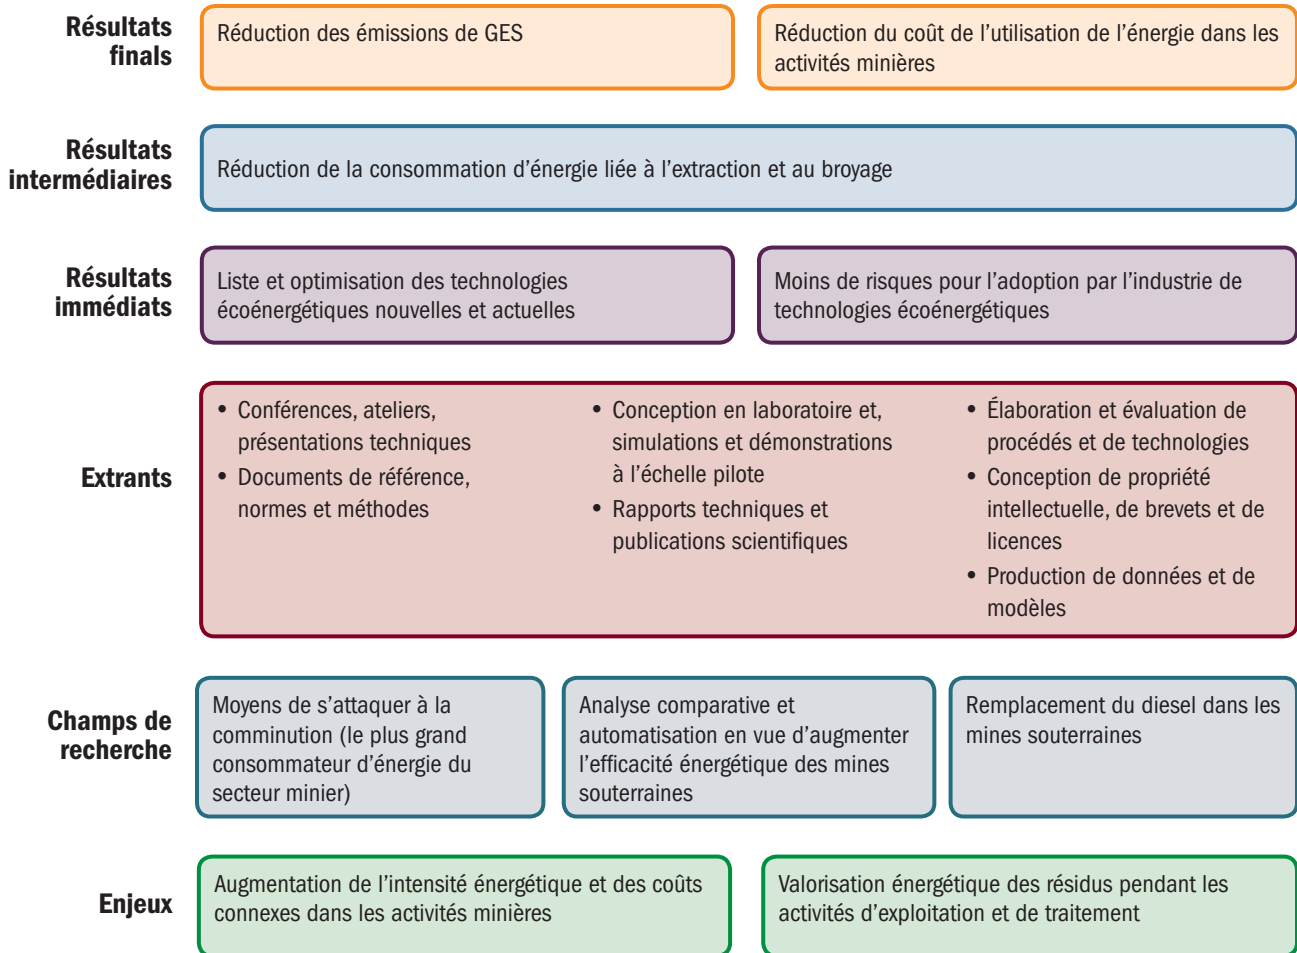 Résultats
finals
Réduction des émissions de GES
Réduction du coût de l’utilisation de l’énergie dans les
activités minières
Résultats
intermédiaires
Réduction de la consommation d’énergie liée à l’extraction et au broyage
Résultats
immédiats
Liste et optimisation des technologies
écoénergétiques nouvelles et actuelles
Moins de risques pour l’adoption par l’industrie de
technologies écoénergétiques
Extrants
• Conférences, ateliers,
présentations techniques
• Documents de référence,
normes et méthodes
• Conception en laboratoire et,
simulations et démonstrations
à l’échelle pilote
• Rapports techniques et
publications scientifiques
• Élaboration et évaluation de
procédés et de technologies
• Conception de propriété
intellectuelle, de brevets et de
licences
• Production de données et de
modèles
Champs de
recherche
Moyens de s’attaquer à la
comminution (le plus grand
consommateur d’énergie du
secteur minier)
Analyse comparative et
automatisation en vue d’augmenter
l’efficacité énergétique des mines
souterraines
Remplacement du diesel dans les
mines souterraines
Enjeux
Augmentation de l’intensité énergétique et des coûts
connexes dans les activités minières
Valorisation énergétique des résidus pendant les
activités d’exploitation et de traitement